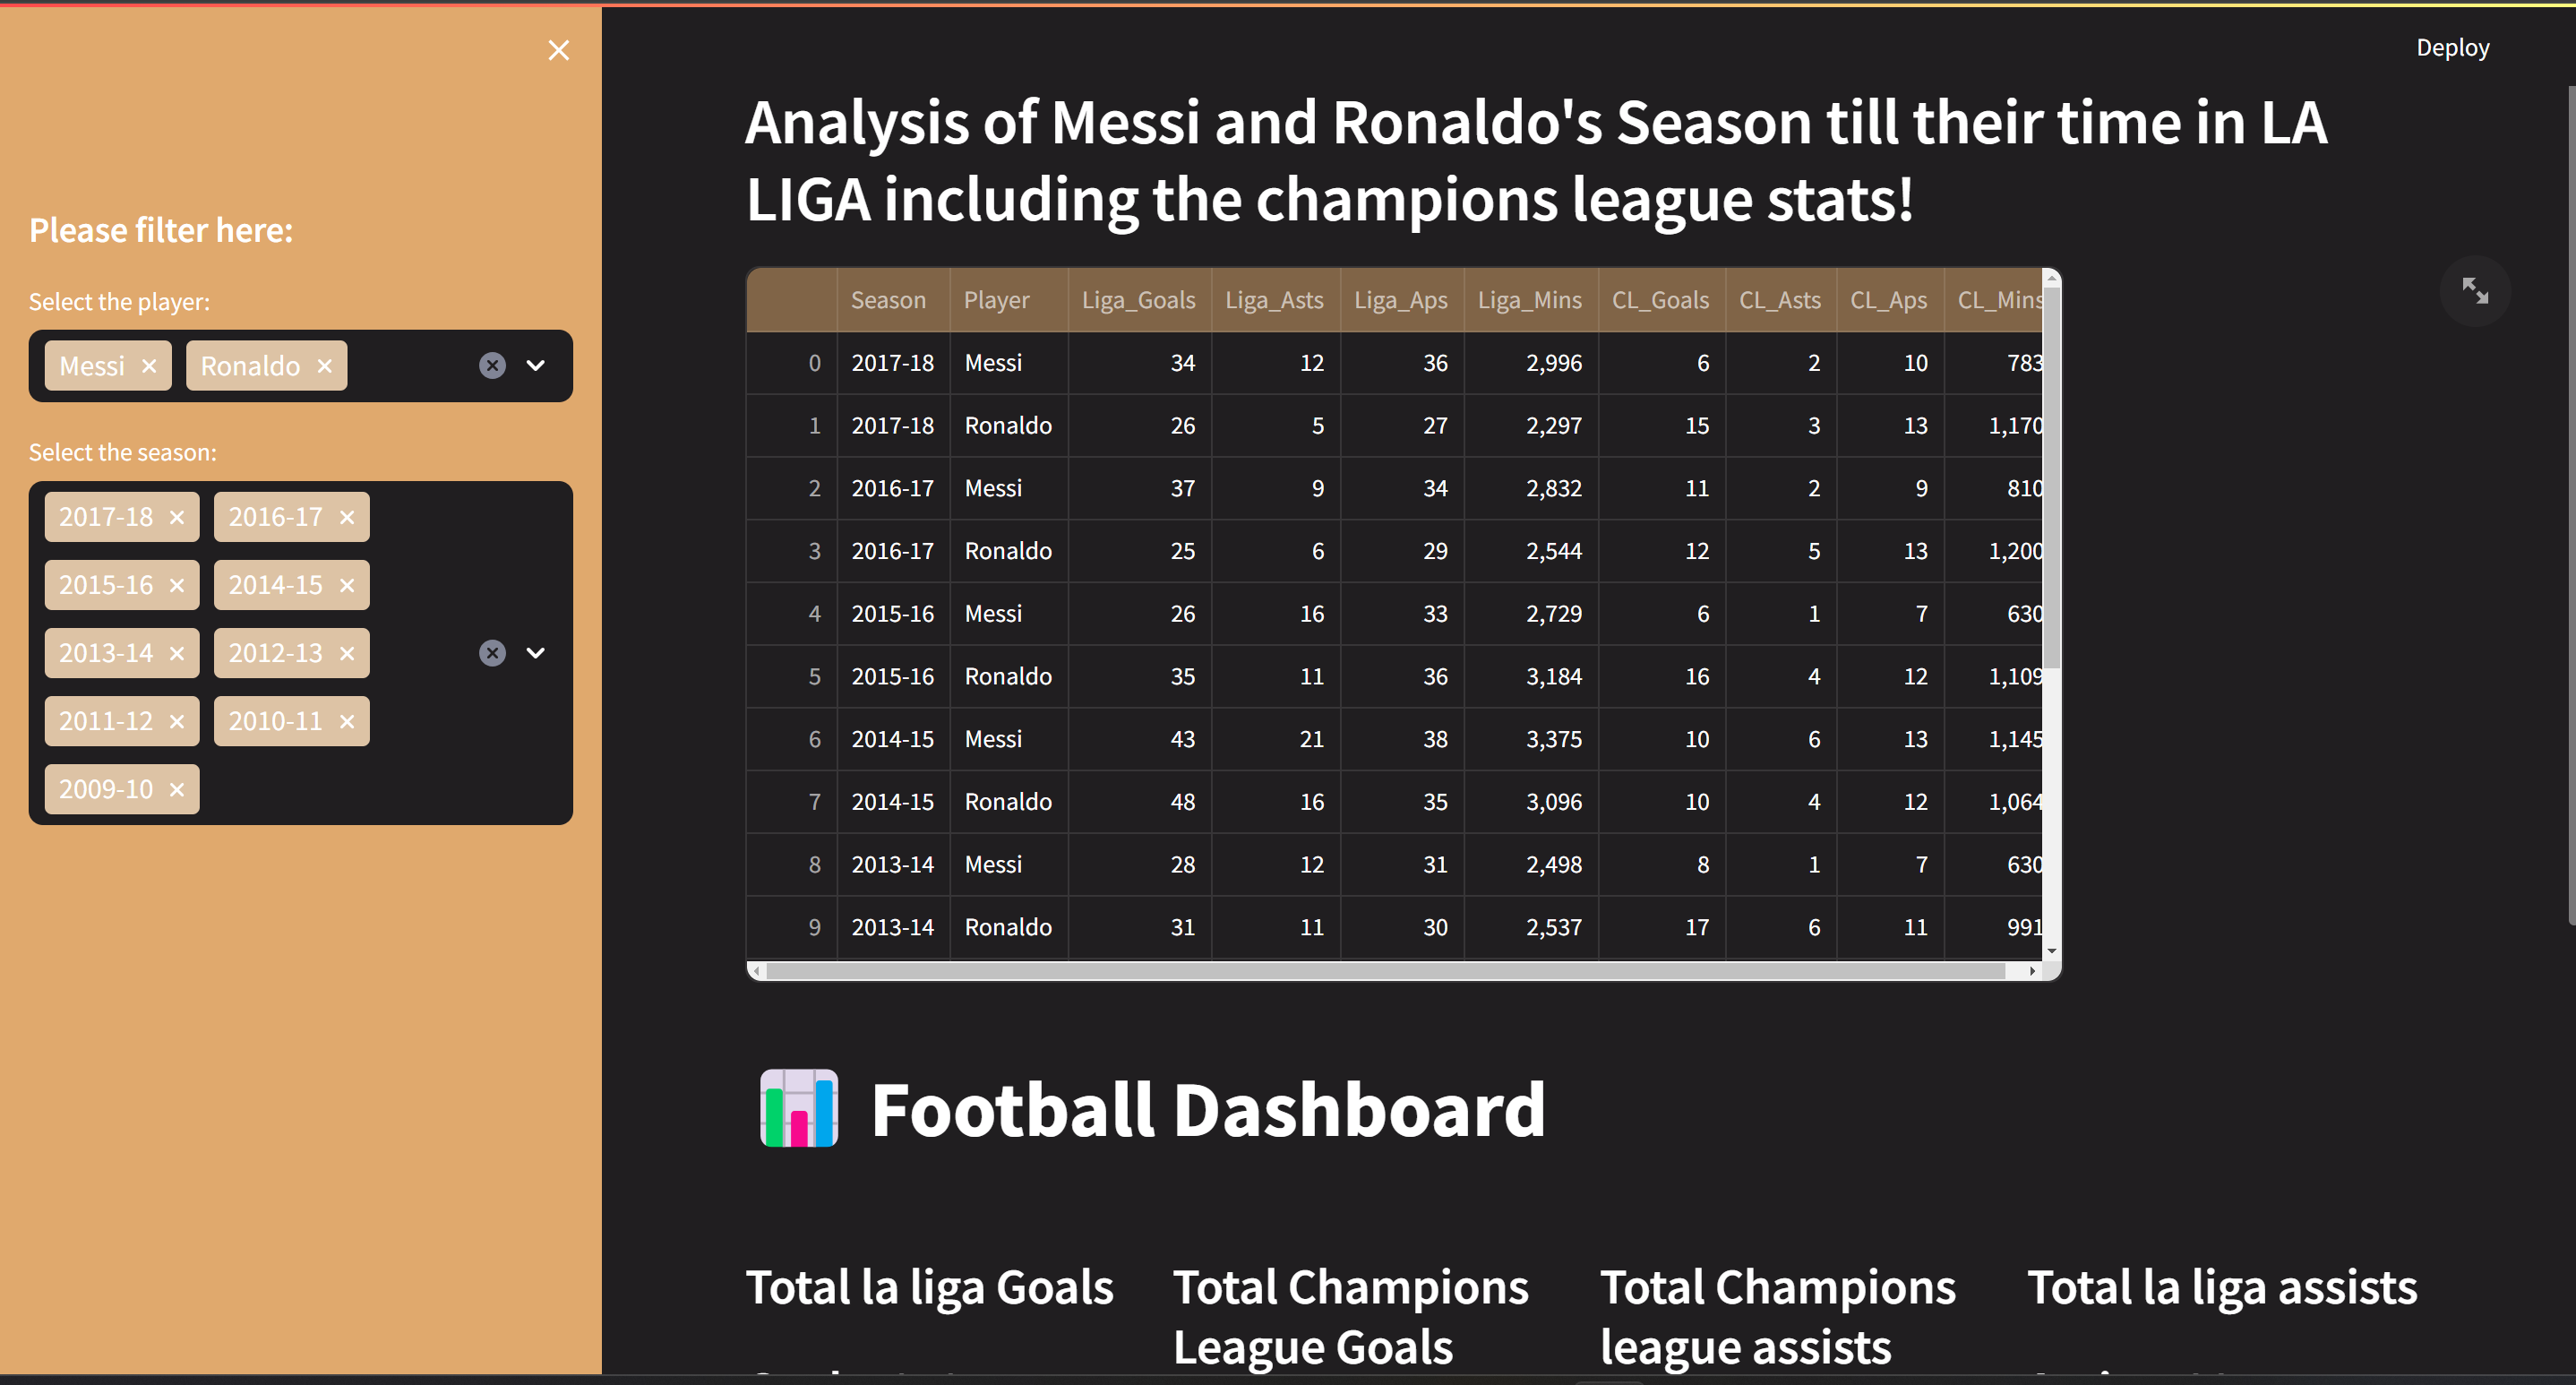 Deploy
Please filter here:
Select the player:
Messi Ronaldo
Select the season:
2017-18 2016-17
2015-16 2014-15
2013-14 2012-13
2011-12 2010-11
2009-10
Analysis of Messi and Ronaldo's Season till their time in LA
LIGA including the champions league stats!
Season Player Liga_Goals Liga_Asts Liga_Aps Liga_Mins CL_Goals CL_Asts CL_Aps CL_Mins
0 2017-18 Messi 34 12 36 2,996 6 2 10 783
1 2017-18 Ronaldo 26 5 27 2,297 15 3 13 1,170
2 2016-17 Messi 37 9 34 2,832 11 2 9 810
3 2016-17 Ronaldo 25 6 29 2,544 12 5 13 1,200
4 2015-16 Messi 26 16 33 2,729 6 1 7 630
5 2015-16 Ronaldo 35 11 36 3,184 16 4 12 1,109
6 2014-15 Messi 43 21 38 3,375 10 6 13 1,145
7 2014-15 Ronaldo 48 16 35 3,096 10 4 12 1,064
8 2013-14 Messi 28 12 31 2,498 8 1 7 630
9 2013-14 Ronaldo 31 11 30 2,537 17 6 11 991
Football Dashboard
Total la liga Goals
Total Champions
League Goals
Total Champions
league assists
Total la liga assists